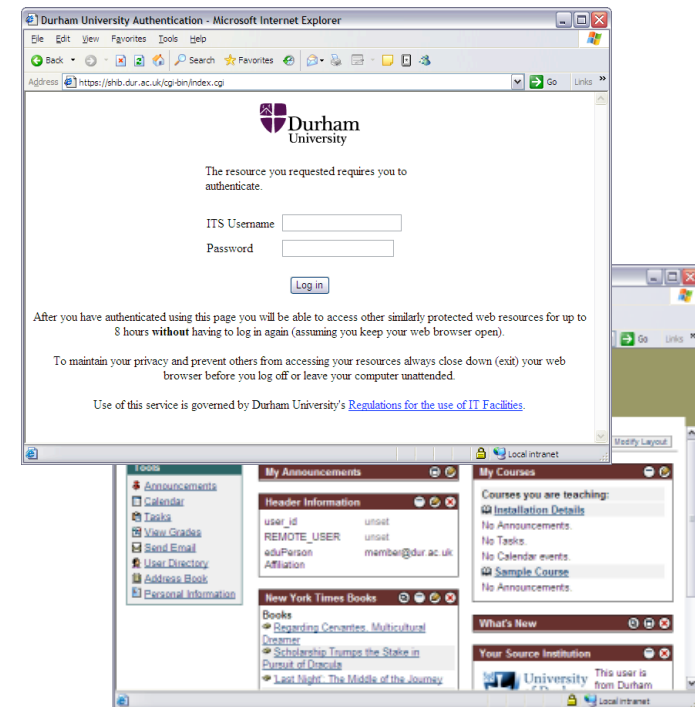 Durham University Authentication - Microsoft Internet Explorer
File Edit View Favorites Tools Help
Back Search Favorites
Address https://shib.dur.ac.uk/cgi-bin/index.cgi Go Links »
Durham
University
The resource you requested requires you to
authenticate.
ITS Username
Password
Log in
After you have authenticated using this page you will be able to access other similarly protected web resources for up to
8 hours without having to log in again (assuming you keep your web browser open).
To maintain your privacy and prevent others from accessing your resources always close down (exit) your web
browser before you log off or leave your computer unattended.
Use of this service is governed by Durham University's Regulations for the use of IT Facilities.
Local intranet
Go Links »
Modify Layout
Tools
Announcements
Calendar
Tasks
View Grades
Send Email
User Directory
Address Book
Personal Information
My Announcements
Header Information
user_id unset
REMOTE_USER unset
eduPerson member@dur.ac.uk
Affiliation
New York Times Books
Books
Regarding Cervantes, Multicultural
Dreamer
Scholarship Trumps the Stake in
Pursuit of Dracula
'Last Night': The Middle of the Journey
My Courses
Courses you are teaching:
Installation Details
No Announcements.
No Tasks.
No Calendar events.
Sample Course
No Announcements.
What's New
Your Source Institution
University
This user is
from Durham
Local intranet